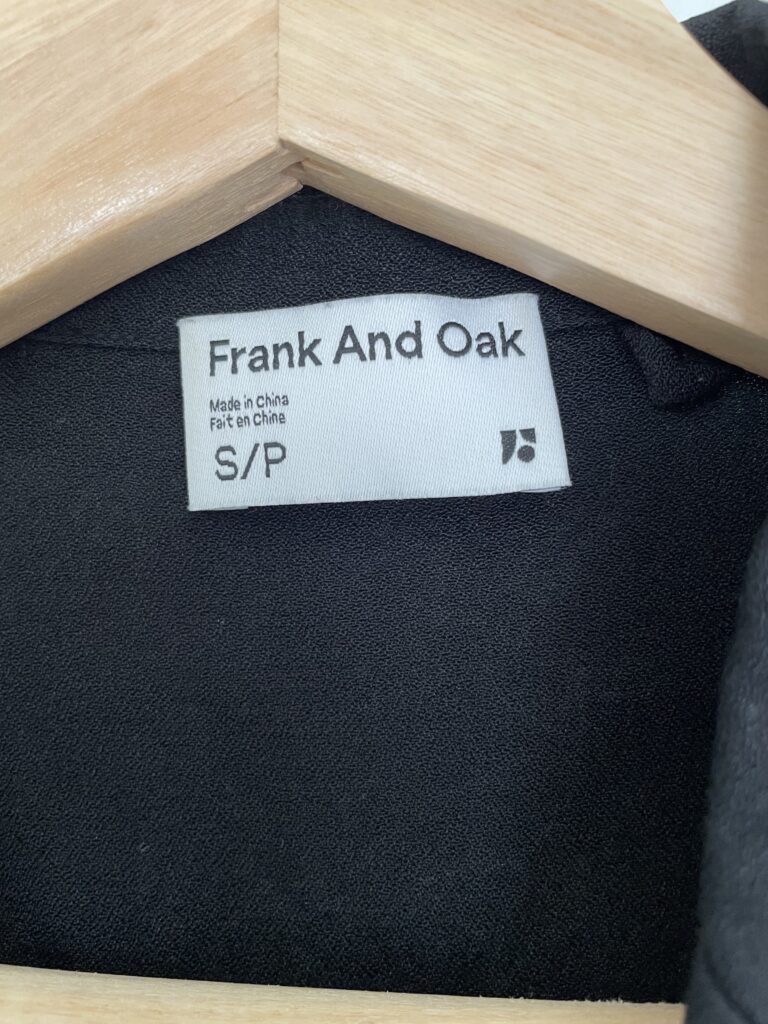 Frank And Oak
Made in China
Fait en Chine
S/P